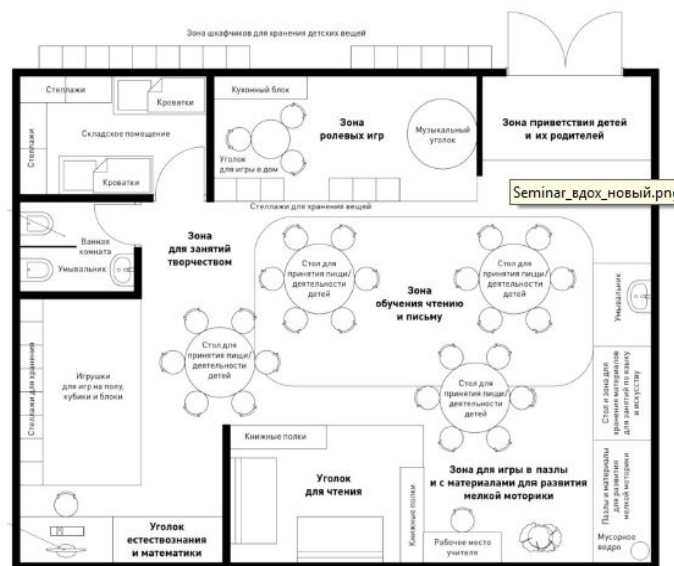 Зона шкафчиков для хранения детских вещей
Стеллажи
Кроватки
Стеллажи
Складское помещение
Кроватки
Кухонный блок
Зона
ролевых игр
Музыкальный
уголок
Уголок
для игры в дом
Зона приветствия детей
и их родителей
Seminar_вдох_новый.png
Стеллажи для хранения вещей
Ванная
комната
Умывальник
Зона
для занятий
творчеством
Стол для
принятия пищи/
деятельности
детей
Зона
обучения чтению
и письму
Стол для
принятия пищи/
деятельности
детей
Умывальник
Стеллажи для хранения
Игрушки
для игр на полу,
кубики и блоки
Стол для
принятия пищи/
деятельности
детей
Стол для
принятия пищи/
деятельности
детей
Стол и зона для
хранения материалов
для занятий по языку
и искусству
Книжные полки
Уголок
для чтения
Книжные полки
Зона для игры в пазлы
и с материалами для развития
мелкой моторики
Пазлы и материалы
для развития
мелкой моторики
Уголок
естествознания
и математики
Рабочее место
учителя
Мусорное
ведро